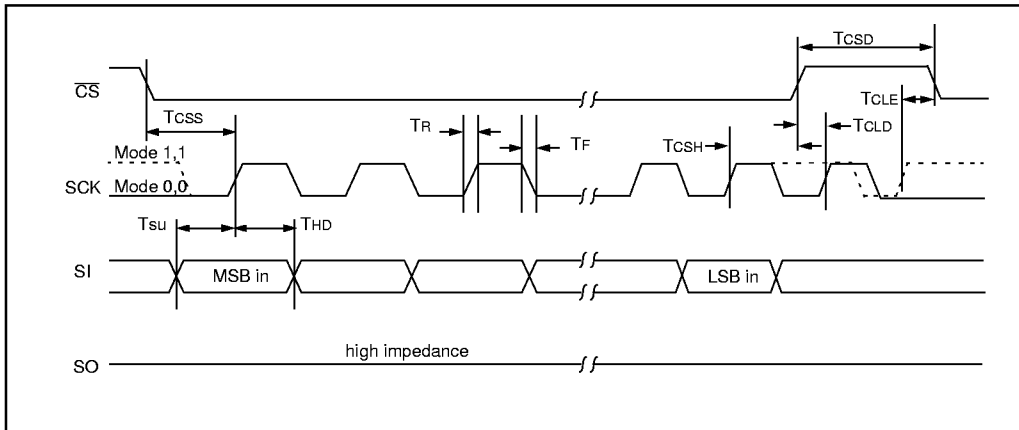 TCSD
CS
TCLE
TCSS
TR
TF
TCSH
TCLD
Mode 1,1
SCK
Mode 0,0
Tsu
THD
SI
MSB in
LSB in
high impedance
SO